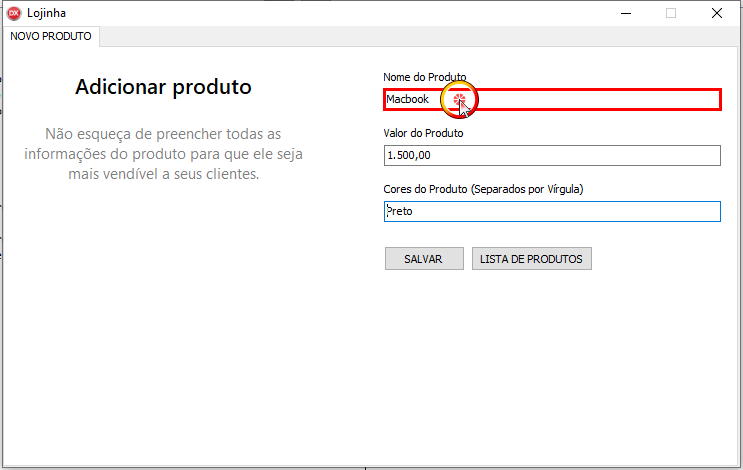 DX Lojinha
NOVO PRODUTO
Adicionar produto
Não esqueça de preencher todas as
informações do produto para que ele seja
mais vendível a seus clientes.
Nome do Produto
Macbook
Valor do Produto
1.500,00
Cores do Produto (Separados por Vírgula)
Preto
SALVAR
LISTA DE PRODUTOS